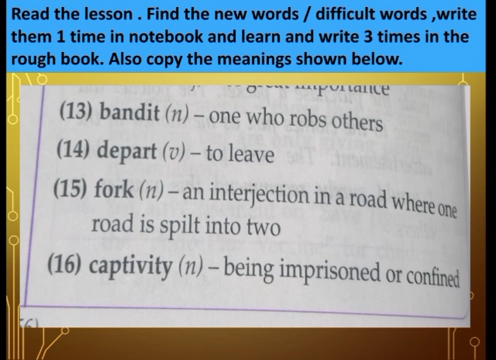 Read the lesson . Find the new words / difficult words ,write
them 1 time in notebook and learn and write 3 times in the
rough book. Also copy the meanings shown below.
importance
(13) bandit (n) – one who robs others
(14) depart (v) – to leave
(15) fork (n) – an interjection in a road where one
road is spilt into two
(16) captivity (n) – being imprisoned or confined